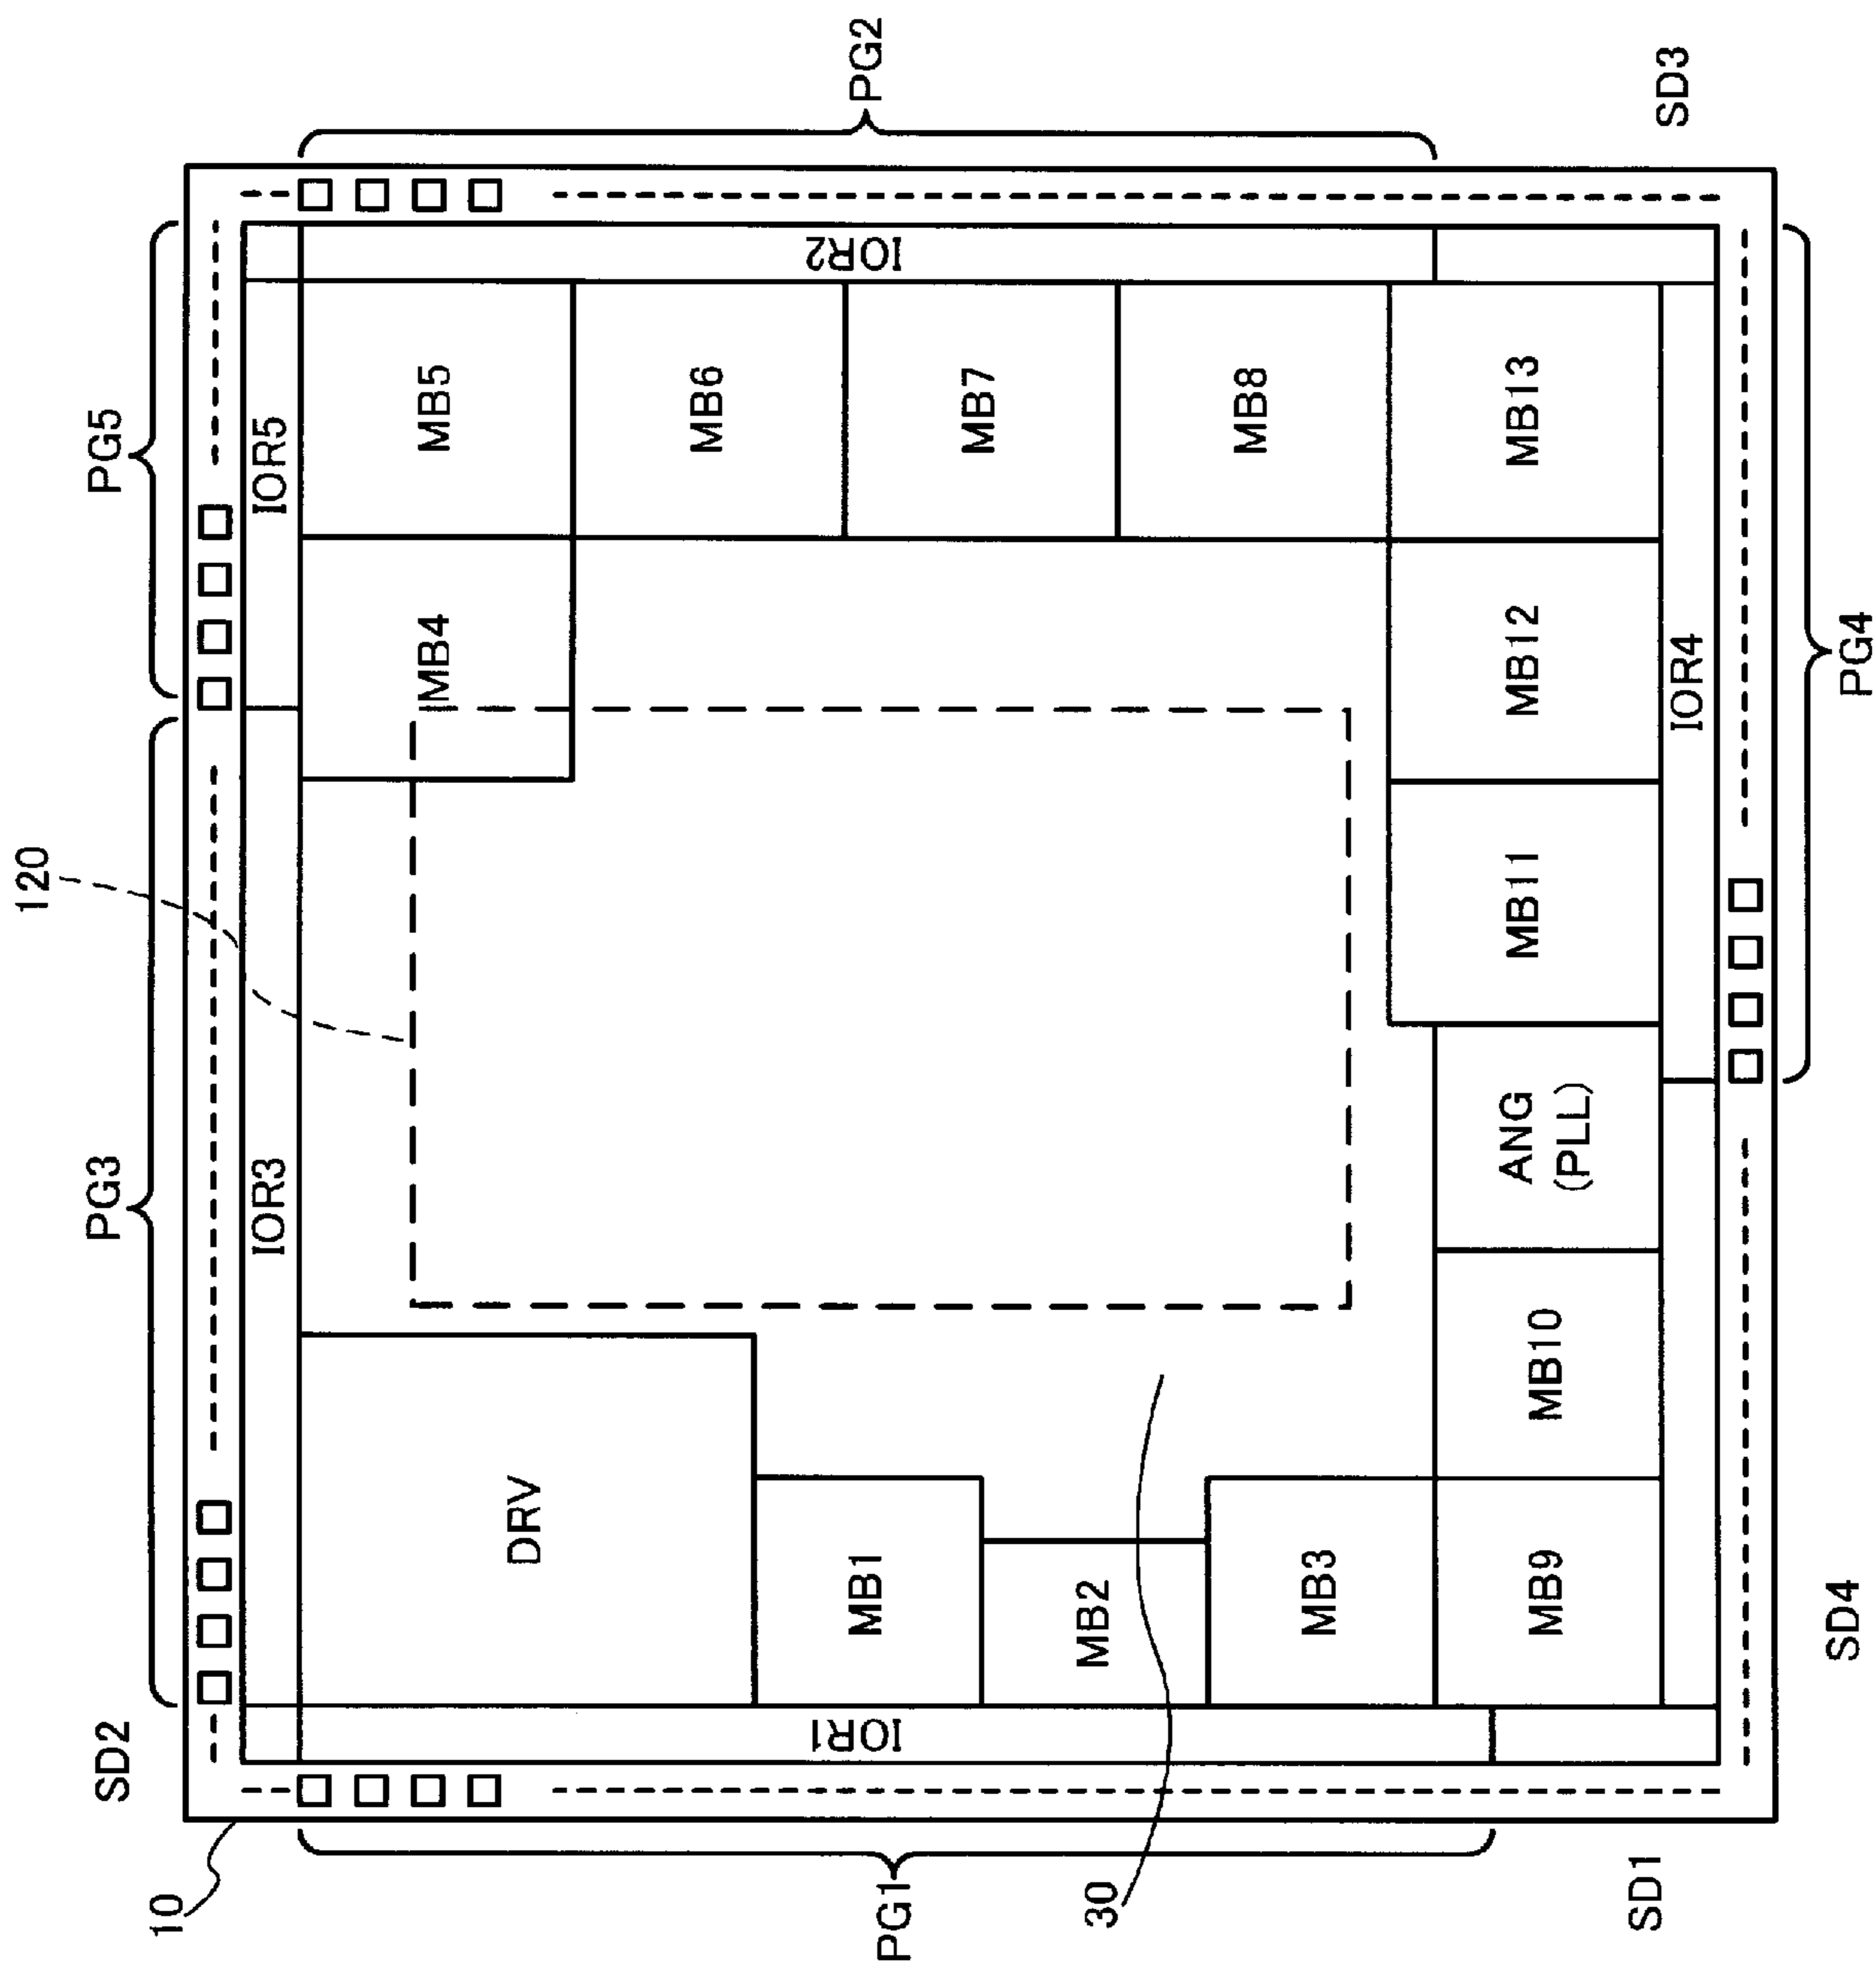 120
SD2
PG3
PG5
10
IOR3
IOR5
MB4
MB5
DRV
MB6
PG1
IOR1
MB1
IOR2
PG2
MB7
30
MB2
MB8
MB3
MB9
MB10
ANG
(PLL)
MB11
MB12
MB13
SD1
IOR4
SD3
SD4
PG4